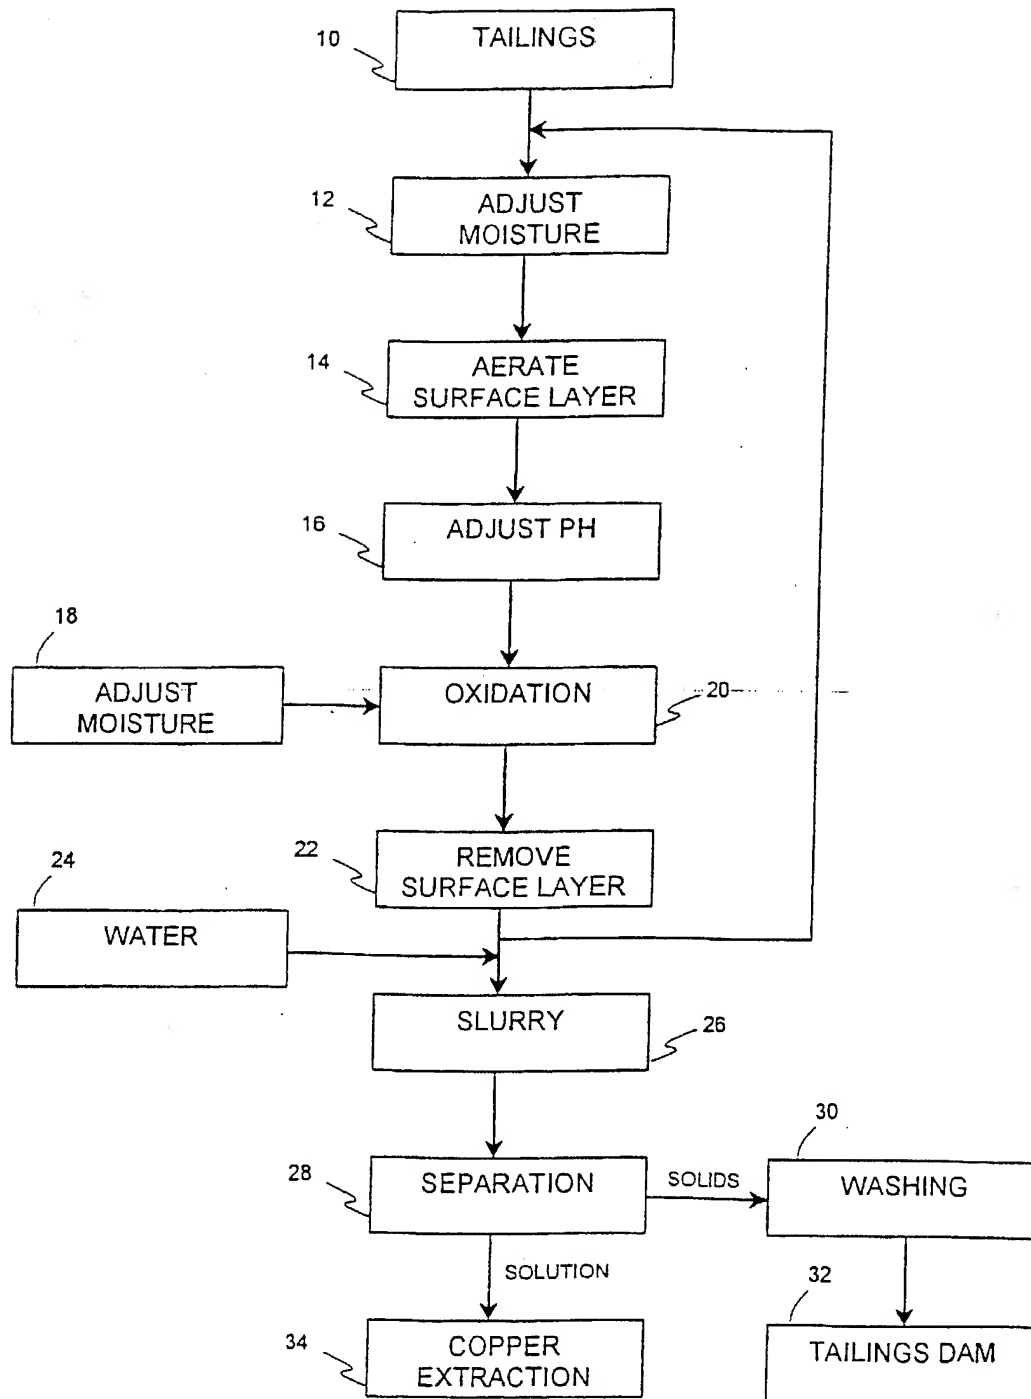 TAILINGS
10
12
ADJUST
MOISTURE
14
AERATE
SURFACE LAYER
16
ADJUST PH
18
ADJUST
MOISTURE
OXIDATION
20
22
REMOVE
SURFACE LAYER
24
WATER
SLURRY
26
28
SEPARATION
SOLIDS
30
WASHING
SOLUTION
32
TAILINGS DAM
34
COPPER
EXTRACTION